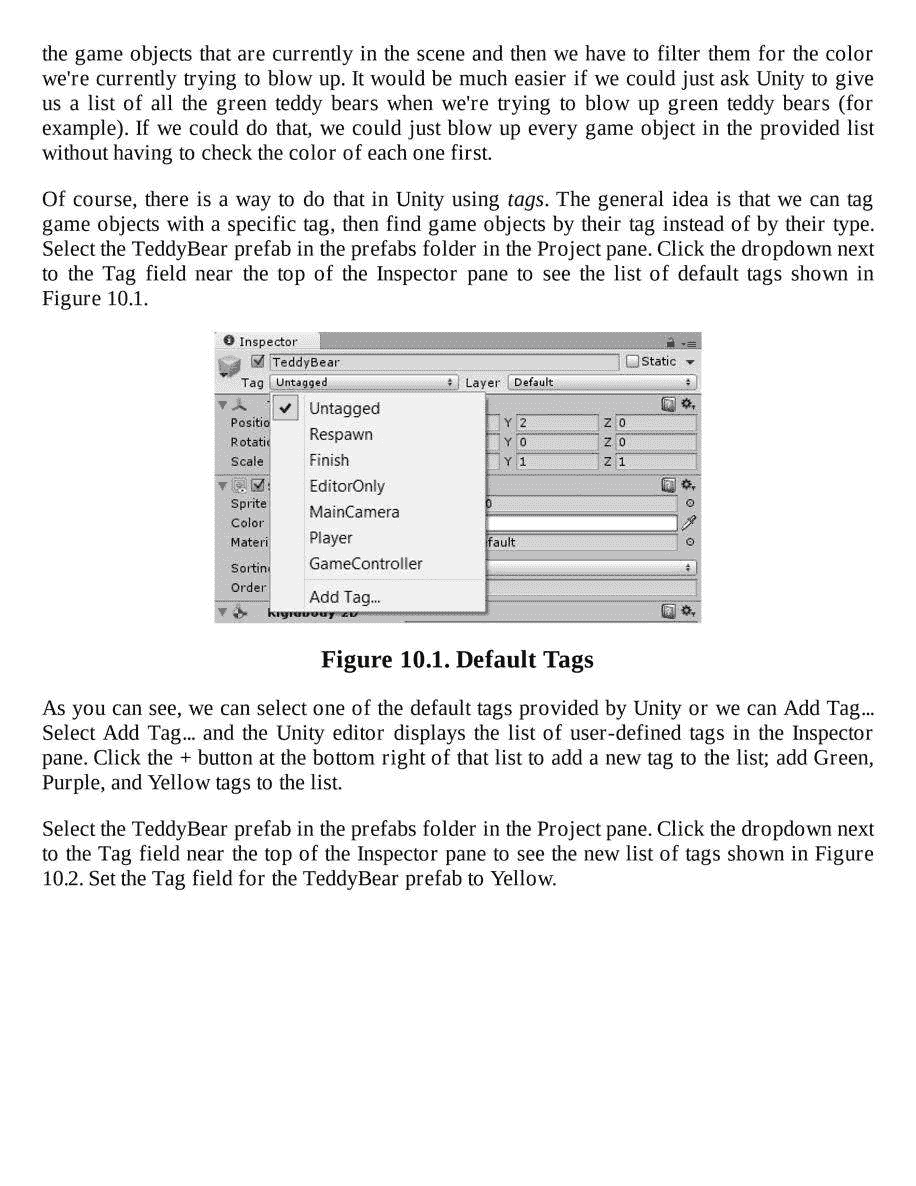 the game objects that are currently in the scene and then we have to filter them for the color
we're currently trying to blow up. It would be much easier if we could just ask Unity to give
us a list of all the green teddy bears when we're trying to blow up green teddy bears (for
example). If we could do that, we could just blow up every game object in the provided list
without having to check the color of each one first.
Of course, there is a way to do that in Unity using tags. The general idea is that we can tag
game objects with a specific tag, then find game objects by their tag instead of by their type.
Select the TeddyBear prefab in the prefabs folder in the Project pane. Click the dropdown next
to the Tag field near the top of the Inspector pane to see the list of default tags shown in
Figure 10.1.
Inspector
TeddyBear Static
Tag Untagged Layer Default
Untagged
Respawn
Finish
EditorOnly
MainCamera
Player
GameController
Add Tag...
Positio Y 2 Z 0
Rotatio Y 0 Z 0
Scale Y 1 Z 1
Sprite
Color
Materi fault
Sortin
Order
Rigidbody 2D
Figure 10.1. Default Tags
As you can see, we can select one of the default tags provided by Unity or we can Add Tag...
Select Add Tag... and the Unity editor displays the list of user-defined tags in the Inspector
pane. Click the + button at the bottom right of that list to add a new tag to the list; add Green,
Purple, and Yellow tags to the list.
Select the TeddyBear prefab in the prefabs folder in the Project pane. Click the dropdown next
to the Tag field near the top of the Inspector pane to see the new list of tags shown in Figure
10.2. Set the Tag field for the TeddyBear prefab to Yellow.